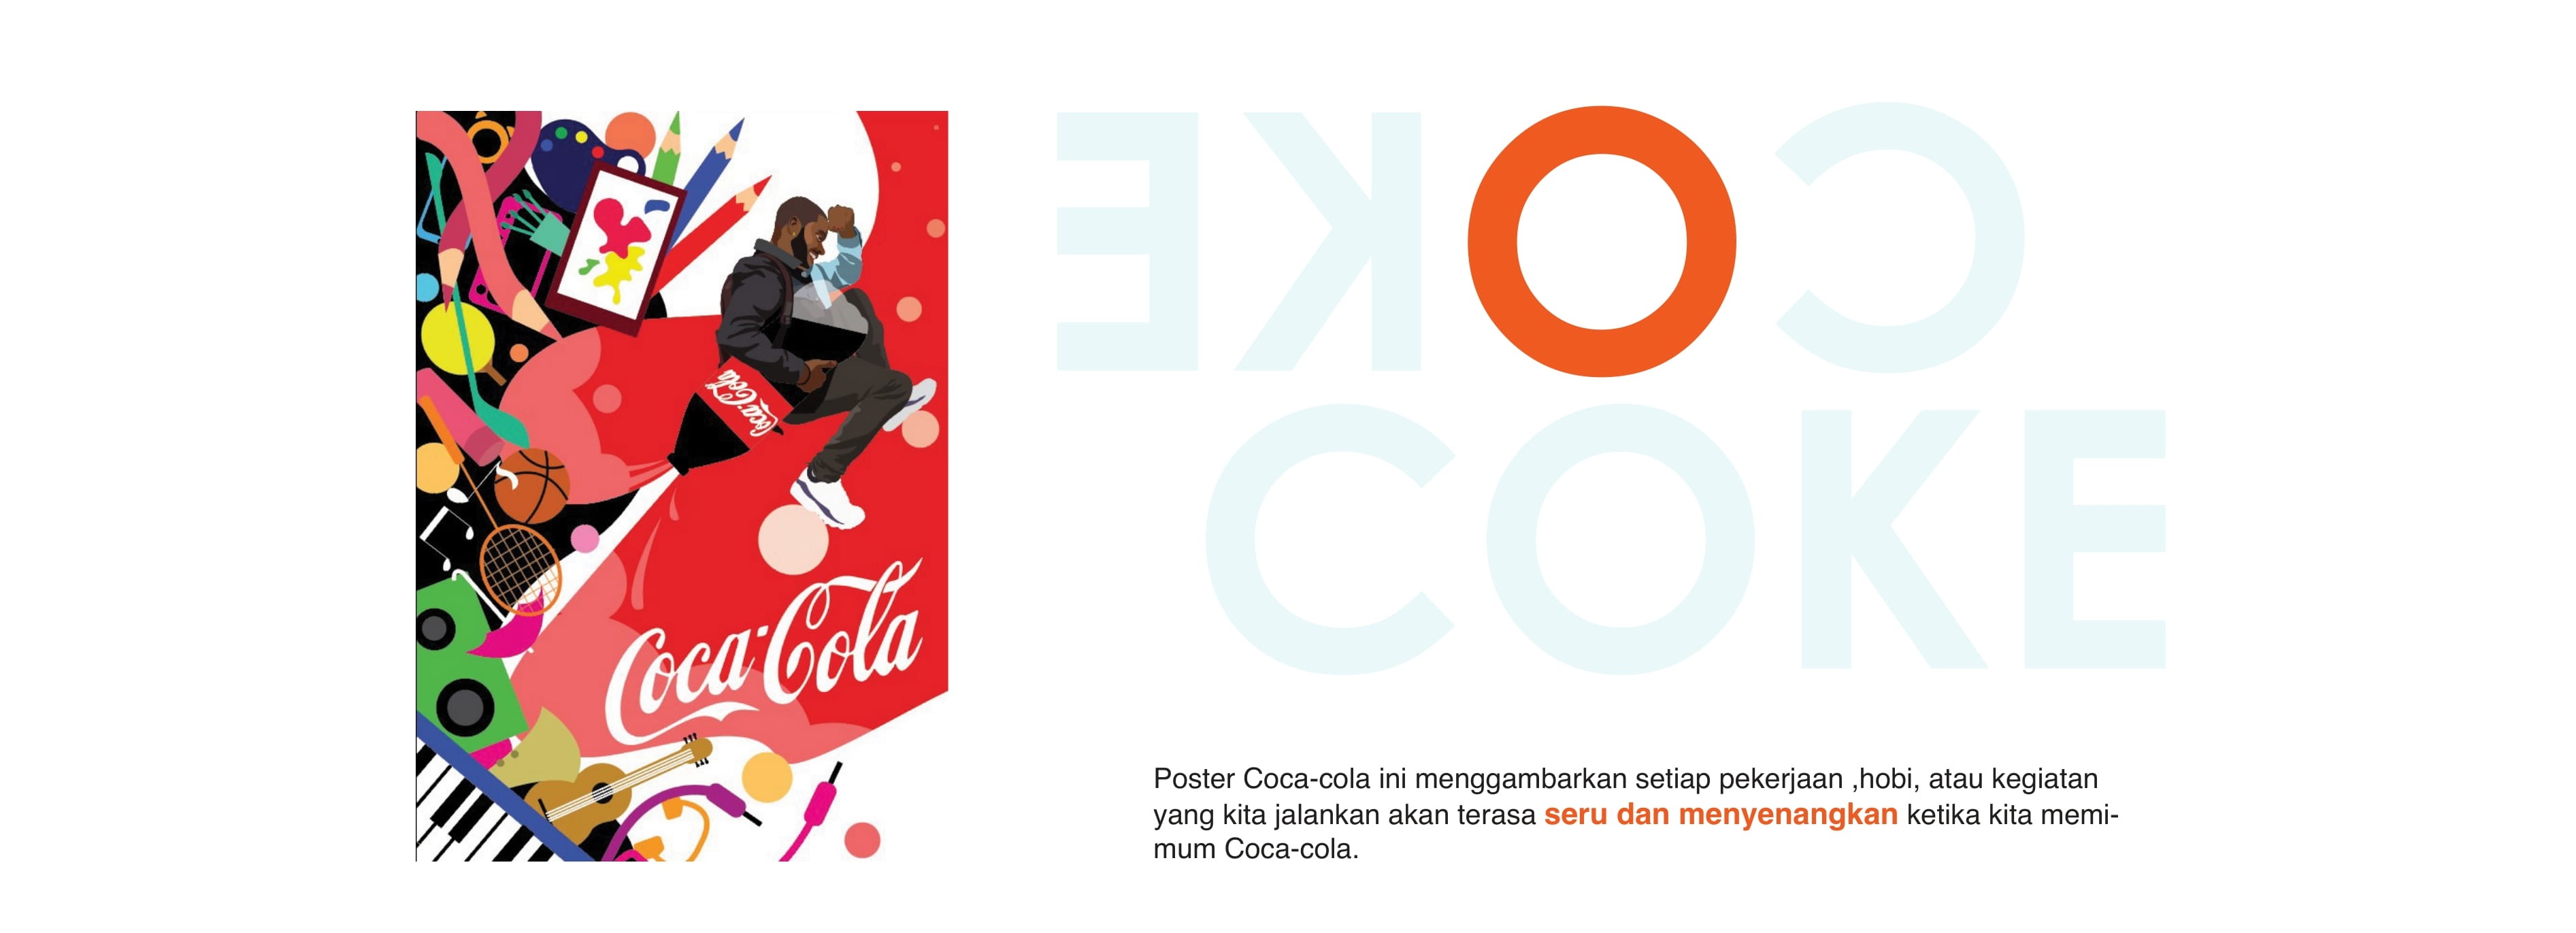 Coca-Cola
Coca-Cola
COKE
COKE
Poster Coca-cola ini menggambarkan setiap pekerjaan ,hobi, atau kegiatan
yang kita jalankan akan terasa seru dan menyenangkan ketika kita memi-
mum Coca-cola.